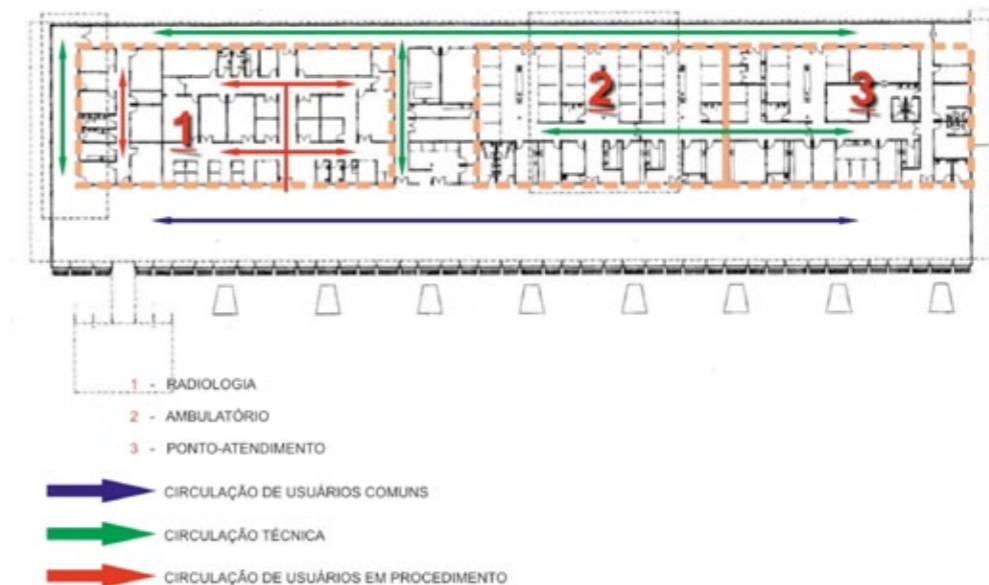 1
2
3
1 - RADIOLOGIA
2 - AMBULATÓRIO
3 - PONTO-ATENDIMENTO
CIRCULAÇÃO DE USUÁRIOS COMUNS
CIRCULAÇÃO TÉCNICA
CIRCULAÇÃO DE USUÁRIOS EM PROCEDIMENTO